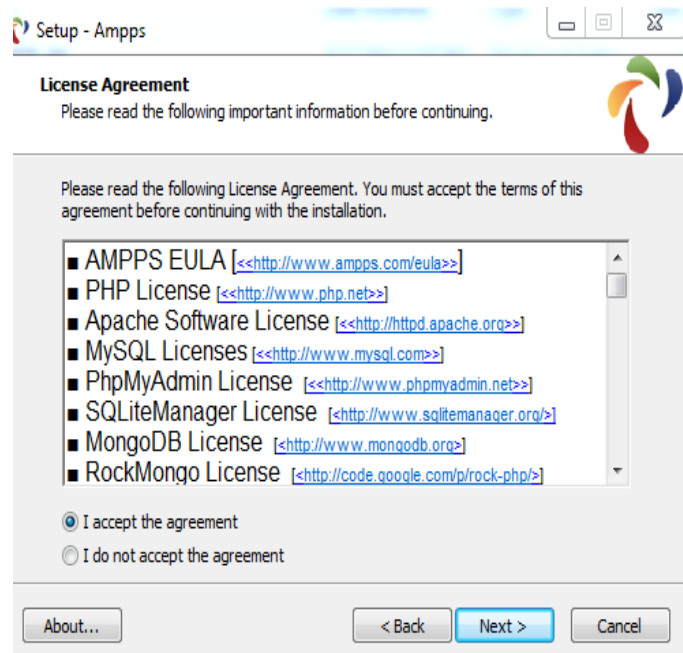 Setup - Ampps
License Agreement
Please read the following important information before continuing.
Please read the following License Agreement. You must accept the terms of this
agreement before continuing with the installation.
■ AMPPS EULA [<<http://www.ampps.com/eula>>]
■ PHP License [<<http://www.php.net>>]
■ Apache Software License [<<http://httpd.apache.org>>]
■ MySQL Licenses [<<http://www.mysql.com>>]
■ PhpMyAdmin License [<<http://www.phpmyadmin.net>>]
■ SQLiteManager License [<http://www.sqlitemanager.org/>]
■ MongoDB License [<http://www.mongodb.org>]
■ RockMongo License [<http://code.google.com/p/rock-php/>]
I accept the agreement
I do not accept the agreement
About... < Back Next > Cancel